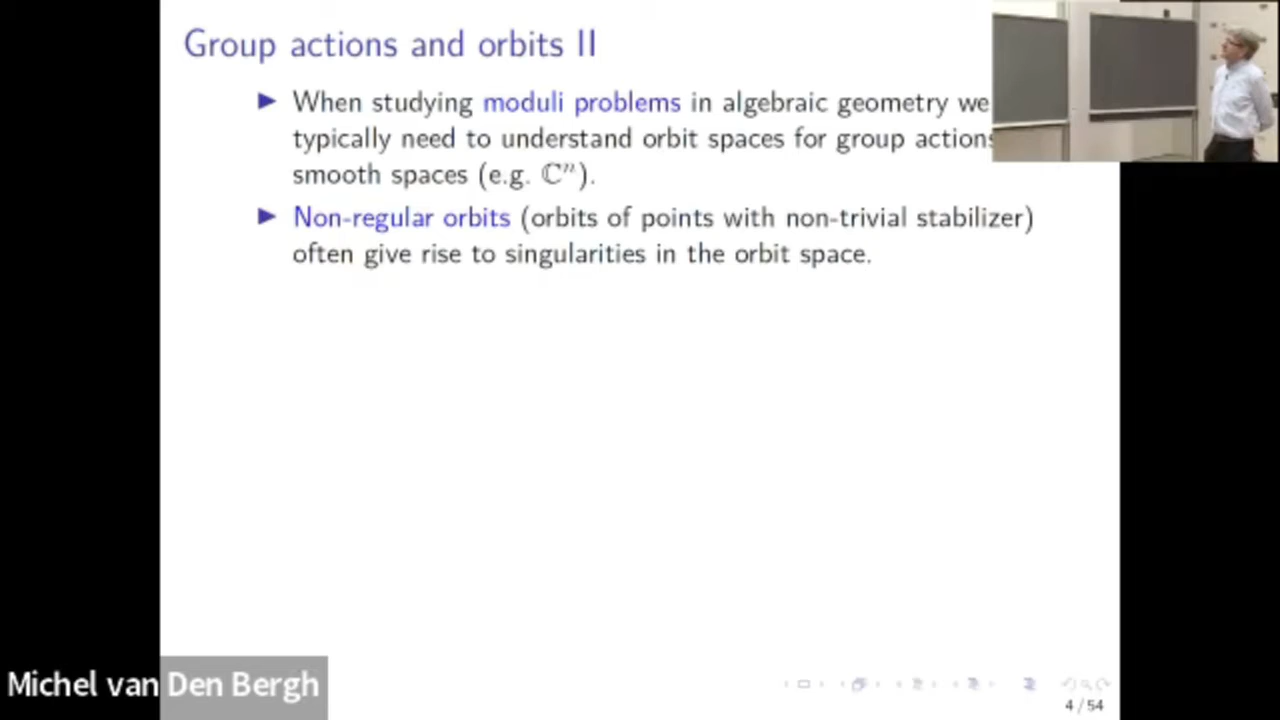 Group actions and orbits II
▶ When studying moduli problems in algebraic geometry we
typically need to understand orbit spaces for group actions
smooth spaces (e.g. ℂⁿ).
▶ Non-regular orbits (orbits of points with non-trivial stabilizer)
often give rise to singularities in the orbit space.
Michel van Den Bergh
4 / 54